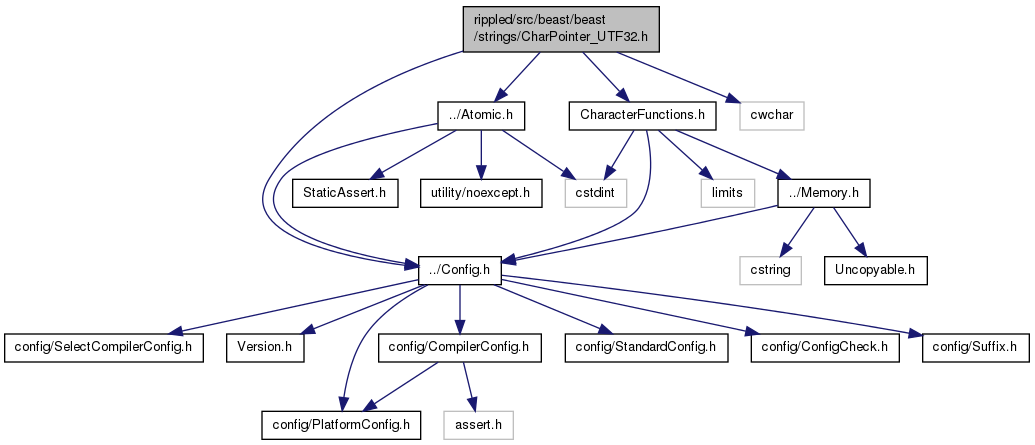 rippled/src/beast/beast
/strings/CharPointer_UTF32.h
../Atomic.h
CharacterFunctions.h
cwchar
StaticAssert.h
utility/noexcept.h
cstdint
limits
../Memory.h
../Config.h
cstring
Uncopyable.h
config/SelectCompilerConfig.h
Version.h
config/CompilerConfig.h
config/StandardConfig.h
config/ConfigCheck.h
config/Suffix.h
config/PlatformConfig.h
assert.h